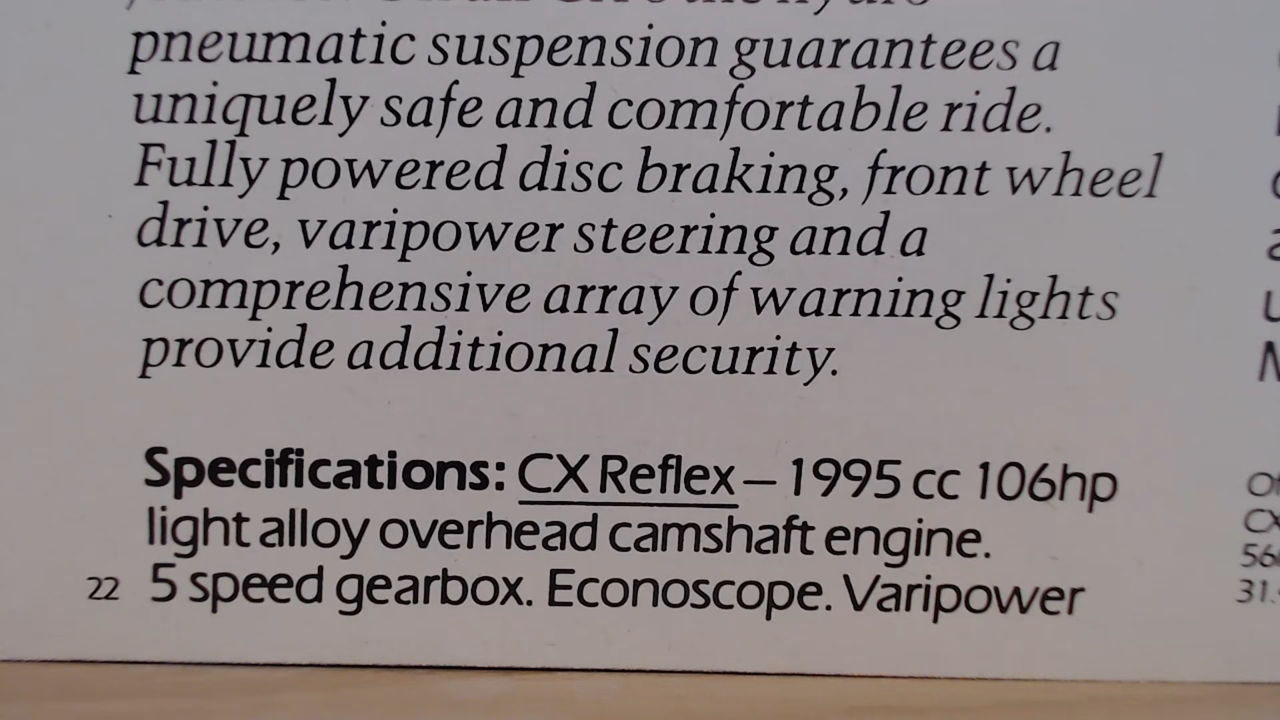 pneumatic suspension guarantees a
uniquely safe and comfortable ride.
Fully powered disc braking, front wheel
drive, varipower steering and a
comprehensive array of warning lights
provide additional security.
Specifications: CX Reflex – 1995 cc 106hp
light alloy overhead camshaft engine.
22 5 speed gearbox. Econoscope. Varipower